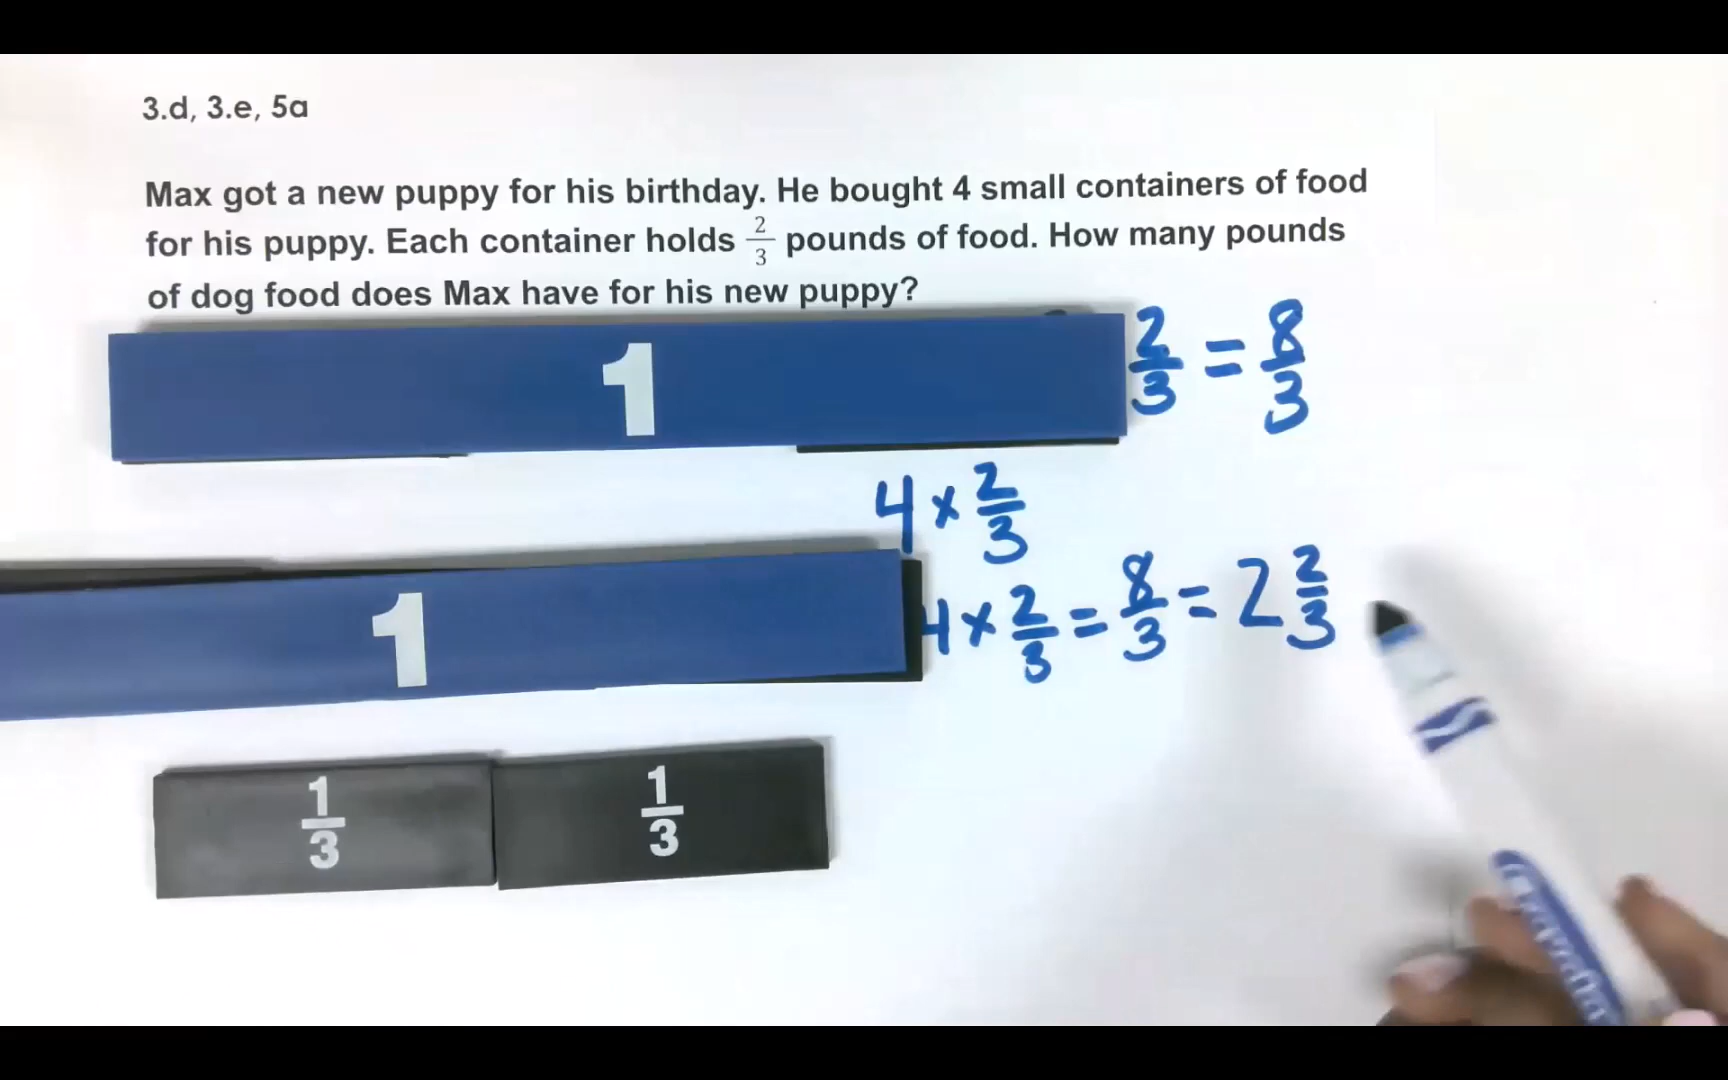 3.d, 3.e, 5a
Max got a new puppy for his birthday. He bought 4 small containers of food
for his puppy. Each container holds 2/3 pounds of food. How many pounds
of dog food does Max have for his new puppy?
1
2/3 = 8/3
4 × 2/3
1
4 × 2/3 = 8/3 = 2 2/3
1/3 1/3